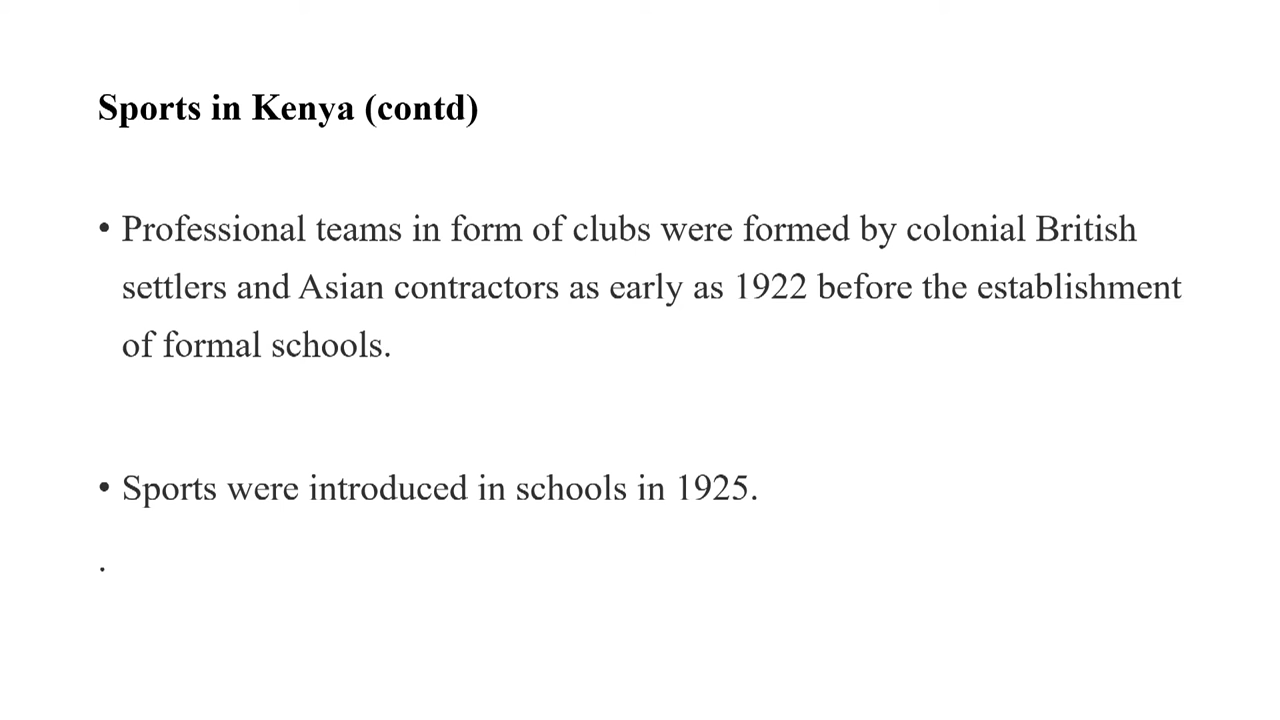 Sports in Kenya (contd)
• Professional teams in form of clubs were formed by colonial British
settlers and Asian contractors as early as 1922 before the establishment
of formal schools.
• Sports were introduced in schools in 1925.
.